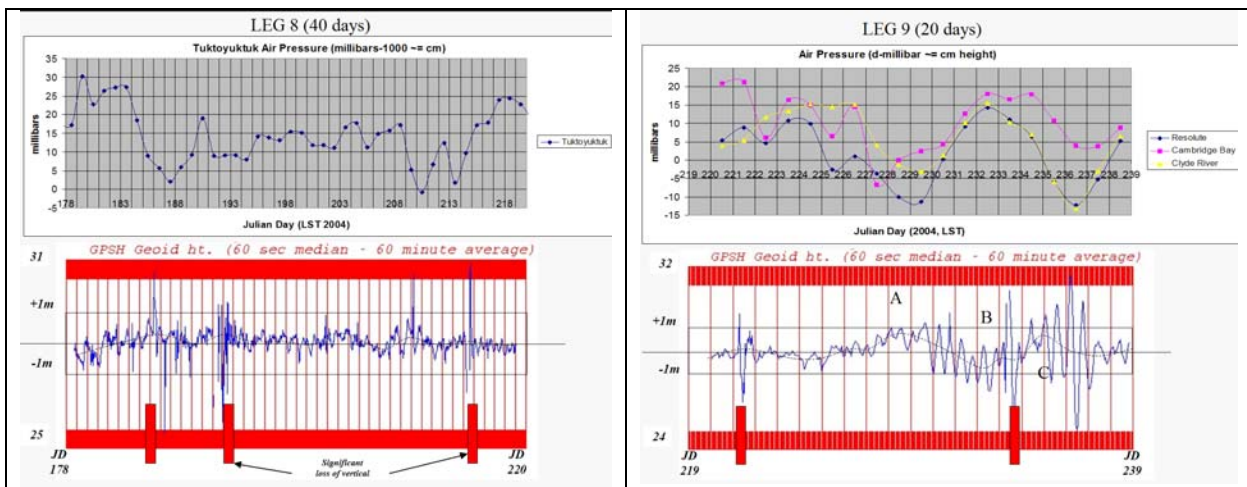 LEG 8 (40 days)
Tuktoyuktuk Air Pressure (millibars-1000 ~= cm)
35
30
25
20
15
10
5
0
-5
millibars
178
183
188
193
198
203
208
213
218
Julian Day (LST 2004)
Tuktoyuktuk
GPSH Geoid ht. (60 sec median - 60 minute average)
31
+1m
-1m
25
JD
178
Significant
loss of vertical
JD
220
LEG 9 (20 days)
Air Pressure (d-millibar ~= cm height)
25
20
15
10
5
0
-5
-10
-15
millibars
219 220 221 222 223 224 225 226 227 228 229 230 231 232 233 234 235 236 237 238 239
Julian Day (2004, LST)
Resolute
Cambridge Bay
Clyde River
GPSH Geoid ht. (60 sec median - 60 minute average)
32
+1m
-1m
24
A
B
C
JD
219
JD
239